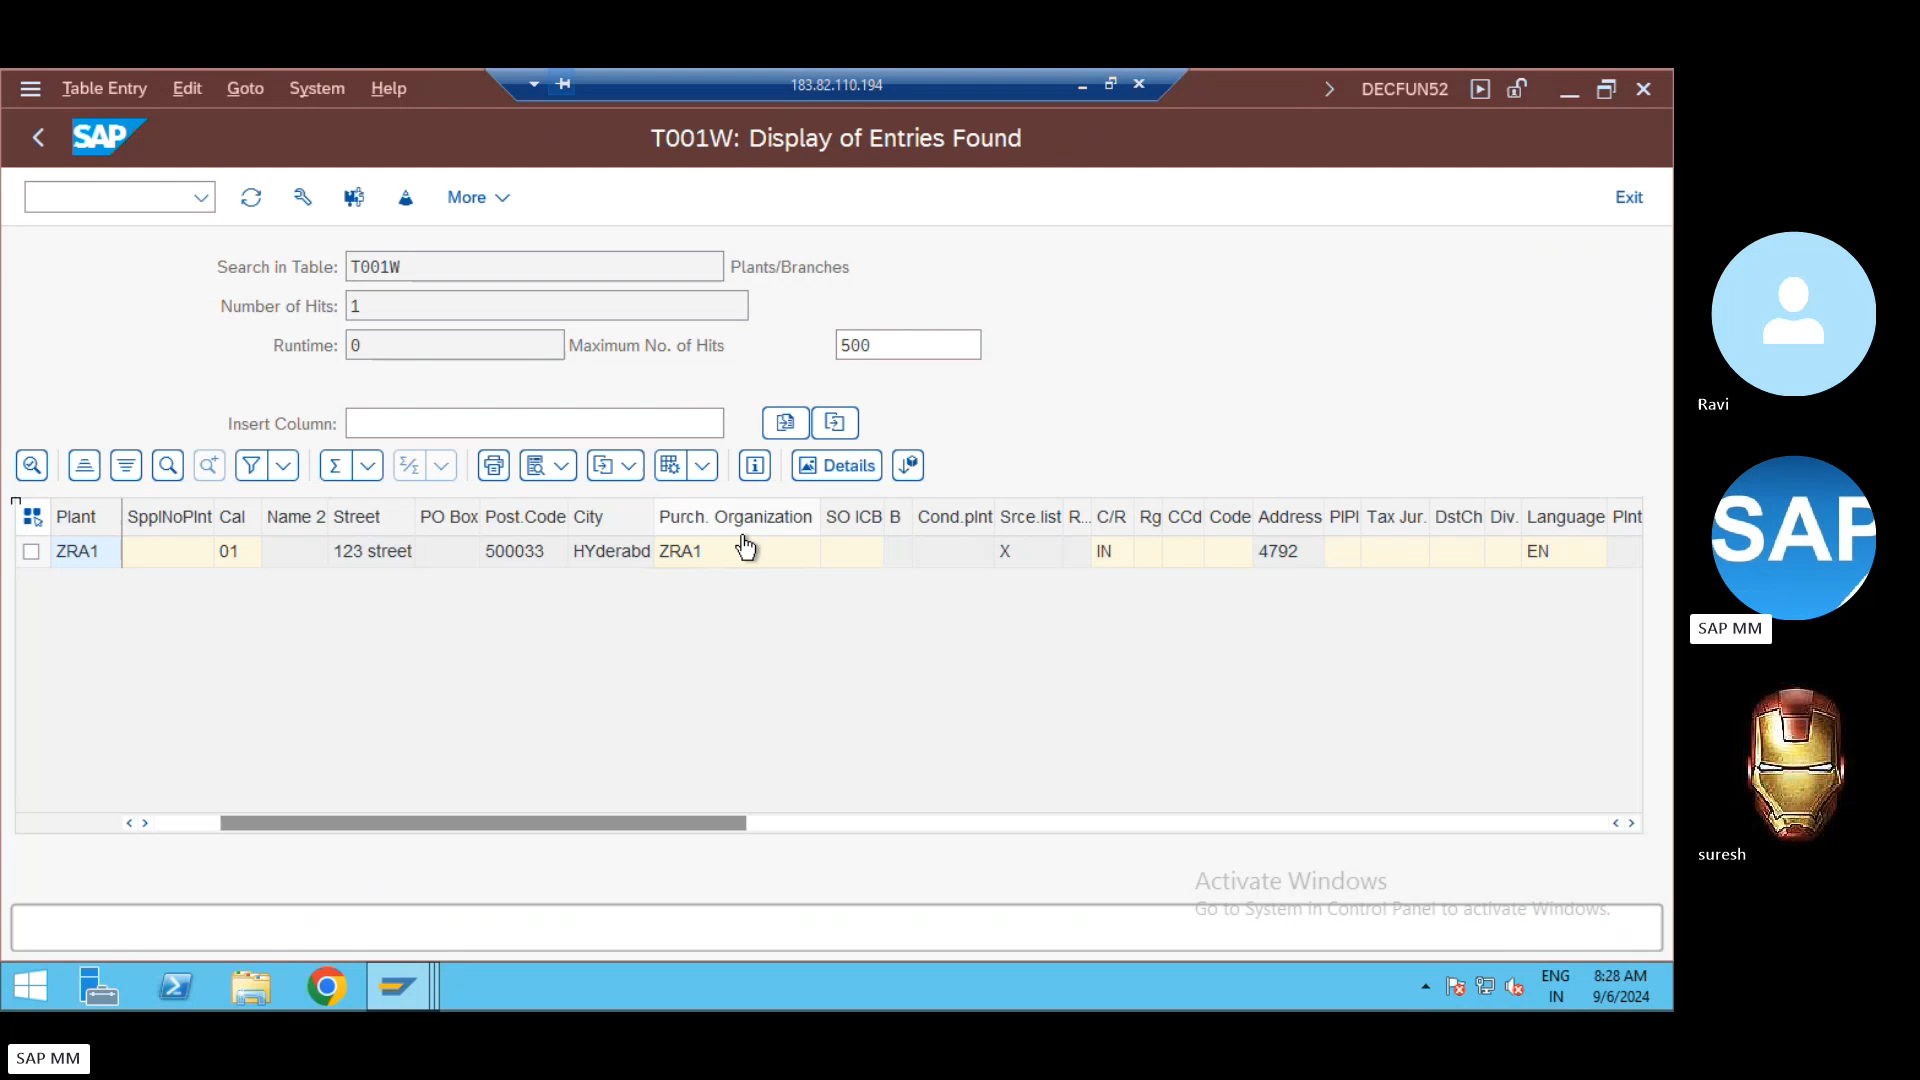 Table Entry Edit Goto System Help 183.82.110.194 DECFUN52
SAP T001W: Display of Entries Found
More Exit
Search in Table: T001W Plants/Branches
Number of Hits: 1
Runtime: 0 Maximum No. of Hits 500
Insert Column:
Details
Plant SpplNoPlnt Cal Name 2 Street PO Box Post.Code City Purch. Organization SO ICB B Cond.plnt Srce.list R... C/R Rg CCd Code Address PlPl Tax Jur. DstCh Div. Language Plnt
ZRA1 01 123 street 500033 HYderabd ZRA1 X IN 4792 EN
Activate Windows
Go to System in Control Panel to activate Windows.
ENG 8:28 AM
IN 9/6/2024
Ravi
SAP
SAP MM
suresh
SAP MM